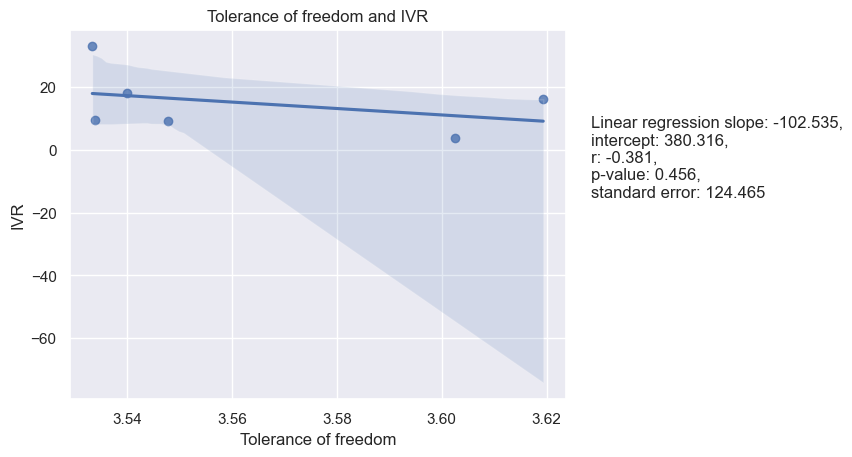 Tolerance of freedom and IVR
20
0
−20
−40
−60
IVR
3.54
3.56
3.58
3.60
3.62
Tolerance of freedom
Linear regression slope: -102.535,
intercept: 380.316,
r: -0.381,
p-value: 0.456,
standard error: 124.465